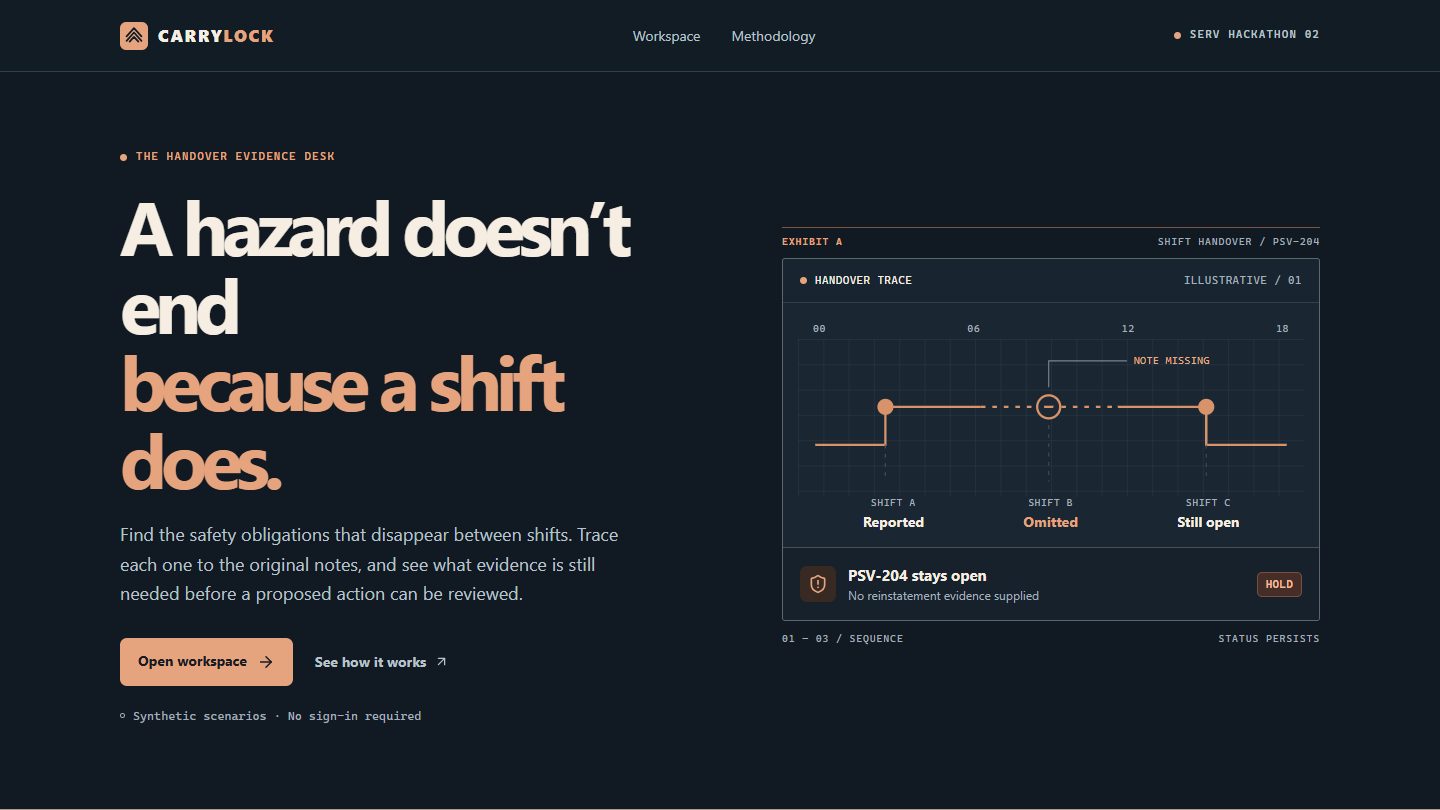 CARRYLOCK
Workspace
Methodology
SERV HACKATHON 02
THE HANDOVER EVIDENCE DESK
A hazard doesn’t
end
because a shift
does.
Find the safety obligations that disappear between shifts. Trace
each one to the original notes, and see what evidence is still
needed before a proposed action can be reviewed.
Open workspace →
See how it works ↗
Synthetic scenarios · No sign-in required
EXHIBIT A
SHIFT HANDOVER / PSV-204
HANDOVER TRACE
ILLUSTRATIVE / 01
00 06 12 18
NOTE MISSING
SHIFT A SHIFT B SHIFT C
Reported Omitted Still open
PSV-204 stays open
No reinstatement evidence supplied
HOLD
01 — 03 / SEQUENCE
STATUS PERSISTS